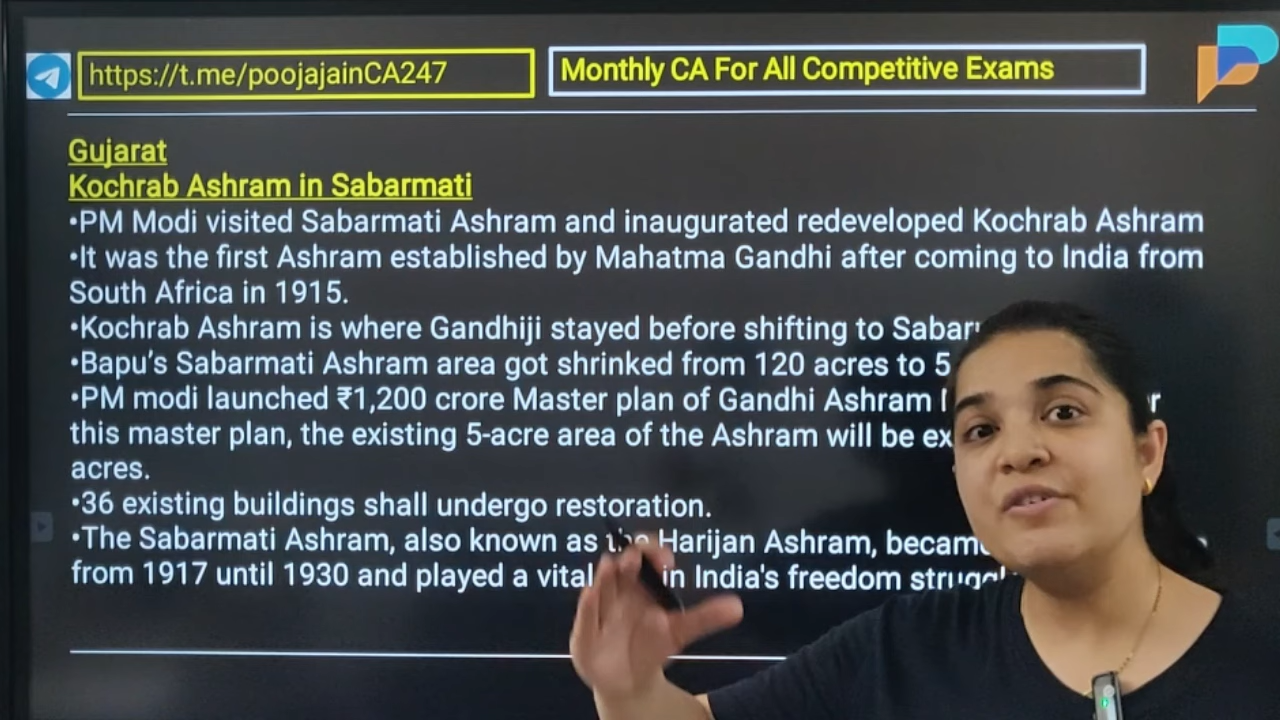 https://t.me/poojajainCA247
Monthly CA For All Competitive Exams
Gujarat
Kochrab Ashram in Sabarmati
•PM Modi visited Sabarmati Ashram and inaugurated redeveloped Kochrab Ashram
•It was the first Ashram established by Mahatma Gandhi after coming to India from
South Africa in 1915.
•Kochrab Ashram is where Gandhiji stayed before shifting to
•Bapu's Sabarmati Ashram area got shrinked from 120 acres to 5
•PM modi launched ₹1,200 crore Master plan of Gandhi Ashram
this master plan, the existing 5-acre area of the Ashram will be
acres.
•36 existing buildings shall undergo restoration.
•The Sabarmati Ashram, also known as the Harijan Ashram,
from 1917 until 1930 and played a vital in India's freedom